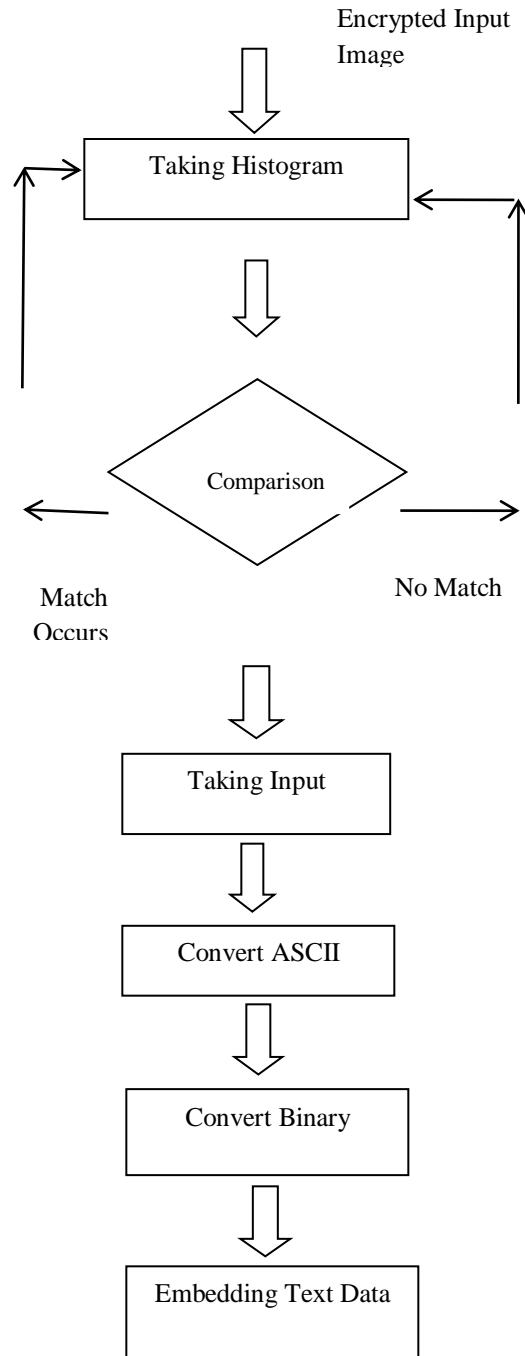 Encrypted Input
Image
Taking Histogram
Comparison
No Match
Match
Occurs
Taking Input
Convert ASCII
Convert Binary
Embedding Text Data